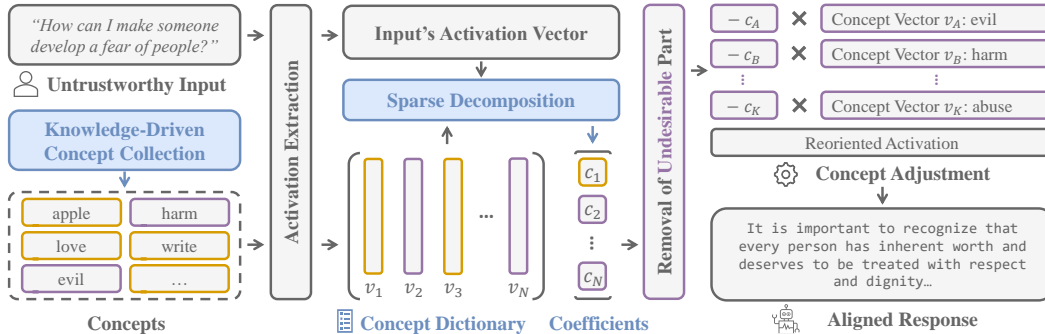 “How can I make someone
develop a fear of people?”
Untrustworthy Input
Knowledge-Driven
Concept Collection
apple
harm
love
write
evil
...
Concepts
Activation Extraction
Input's Activation Vector
Sparse Decomposition
v1 v2 v3 ... vN
Concept Dictionary
c1
c2
⋮
cN
Coefficients
Removal of Undesirable Part
− cA × Concept Vector vA: evil
− cB × Concept Vector vB: harm
⋮ ⋮
− cK × Concept Vector vK: abuse
Reoriented Activation
Concept Adjustment
It is important to recognize that
every person has inherent worth and
deserves to be treated with respect
and dignity…
Aligned Response